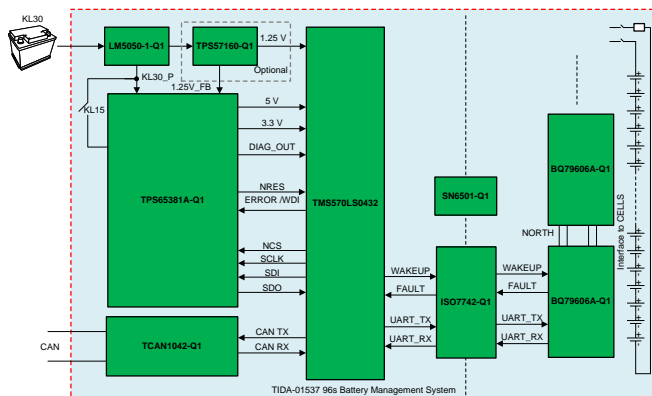 KL30
LM5050-1-Q1
TPS57160-Q1
1.25 V
Optional
KL30_P
1.25V_FB
KL15
5 V
3.3 V
DIAG_OUT
TPS65381A-Q1
NRES
ERROR /WDI
TMS570LS0432
NCS
SCLK
SDI
SDO
SN6501-Q1
BQ79606A-Q1
NORTH
Interface to CELLS
WAKEUP
FAULT
UART_TX
UART_RX
ISO7742-Q1
WAKEUP
FAULT
UART_TX
UART_RX
BQ79606A-Q1
CAN
TCAN1042-Q1
CAN TX
CAN RX
TIDA-01537 96s Battery Management System